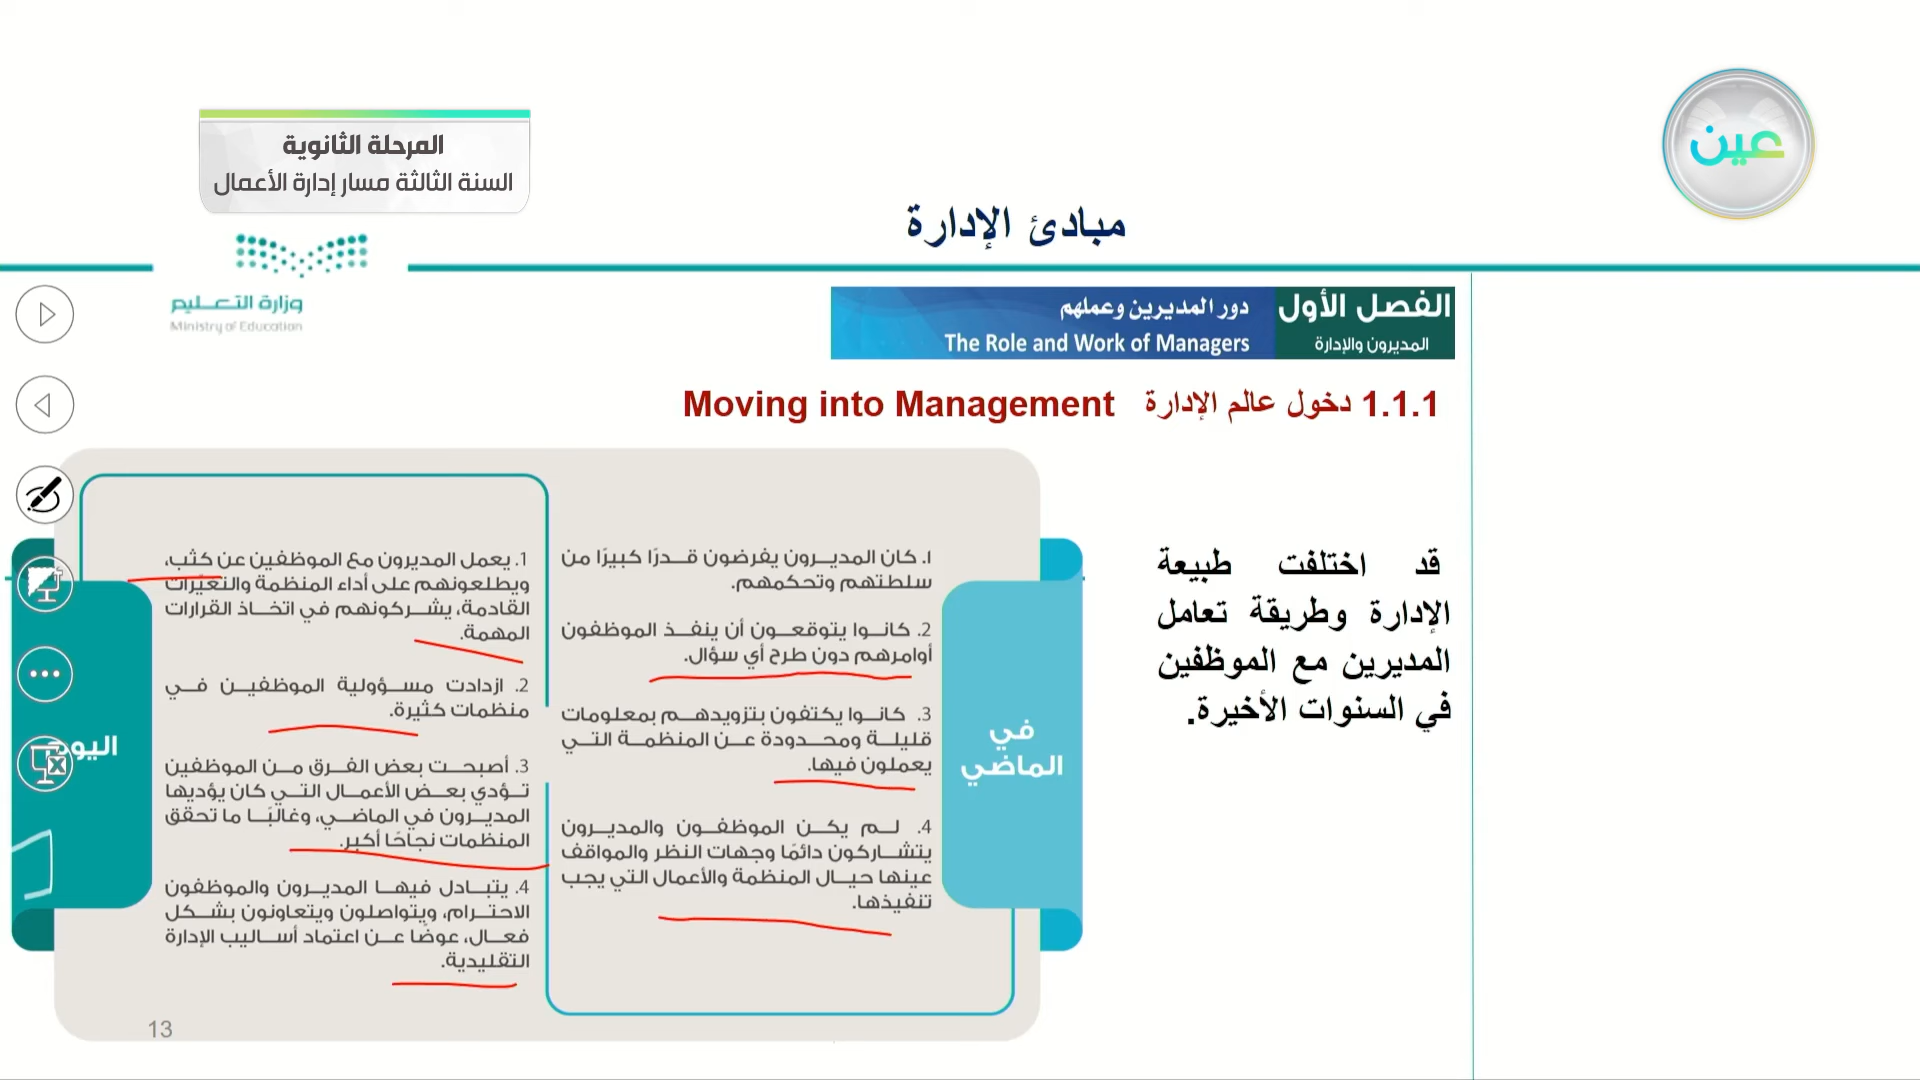 عين
المرحلة الثانوية
السنة الثالثة مسار إدارة الأعمال
مبادئ الإدارة
وزارة التعليم
Ministry of Education
الفصل الأول
المديرون والإدارة
دور المديرين وعملهم
The Role and Work of Managers
1.1.1 دخول عالم الإدارة Moving into Management
قد اختلفت طبيعة
الإدارة وطريقة تعامل
المديرين مع الموظفين
في السنوات الأخيرة.
في
الماضي
1. كان المديرون يفرضون قدرًا كبيرًا من
سلطتهم وتحكمهم.
2. كانوا يتوقعون أن ينفذ الموظفون
أوامرهم دون طرح أي سؤال.
3. كانوا يكتفون بتزويدهم بمعلومات
قليلة ومحدودة عن المنظمة التي
يعملون فيها.
4. لم يكن الموظفون والمديرون
يتشاركون دائمًا وجهات النظر والمواقف
عينها حيال المنظمة والأعمال التي يجب
تنفيذها.
اليوم
1. يعمل المديرون مع الموظفين عن كثب،
ويطلعونهم على أداء المنظمة والتغيّرات
القادمة، يشركونهم في اتخاذ القرارات
المهمة.
2. ازدادت مسؤولية الموظفين في
منظمات كثيرة.
3. أصبحت بعض الفرق من الموظفين
تؤدي بعض الأعمال التي كان يؤديها
المديرون في الماضي، وغالبًا ما تحقق
المنظمات نجاحًا أكبر.
4. يتبادل فيها المديرون والموظفون
الاحترام، ويتواصلون ويتعاونون بشكل
فعال، عوضًا عن اعتماد أساليب الإدارة
التقليدية.
13